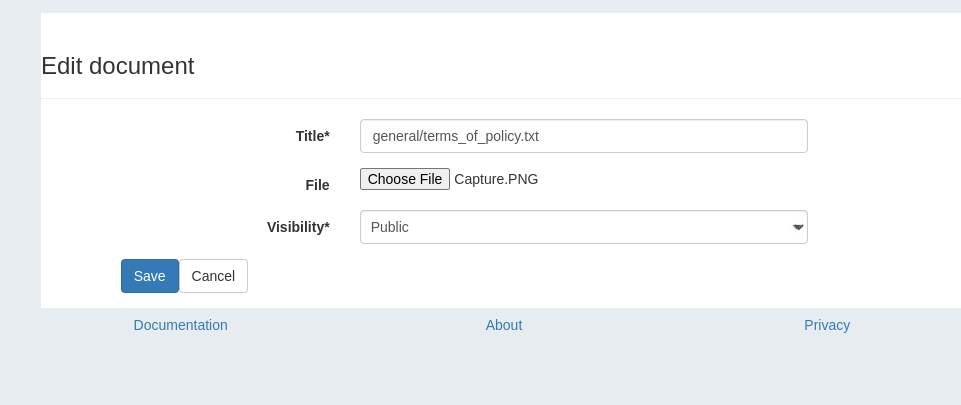 Edit document
Title* general/terms_of_policy.txt
File Choose File Capture.PNG
Visibility* Public
Save Cancel
Documentation About Privacy